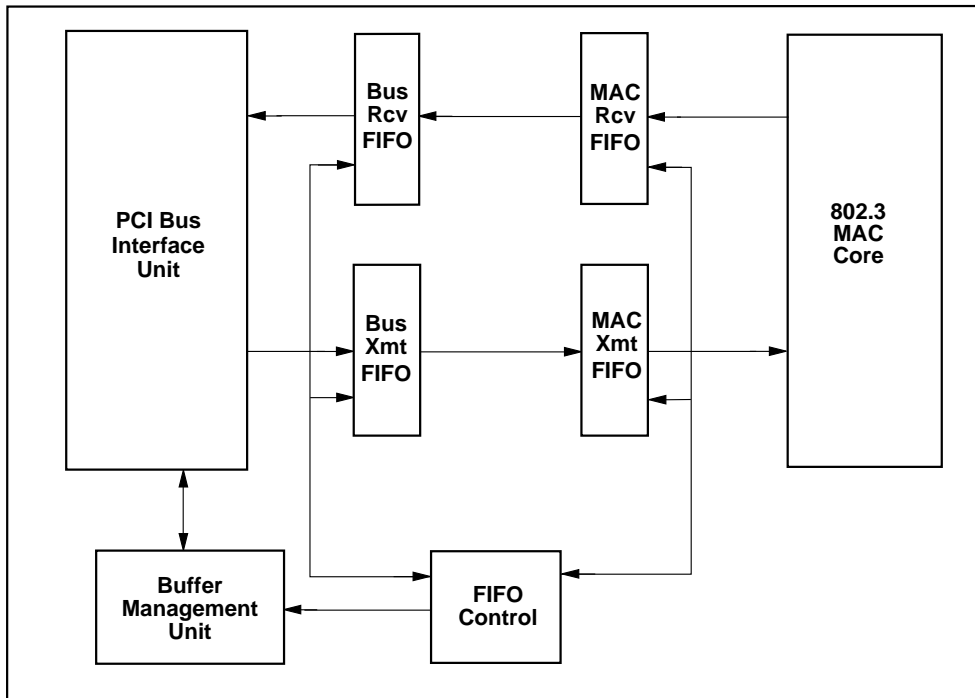 PCI Bus
Interface
Unit
Bus
Rcv
FIFO
MAC
Rcv
FIFO
802.3
MAC
Core
Bus
Xmt
FIFO
MAC
Xmt
FIFO
Buffer
Management
Unit
FIFO
Control